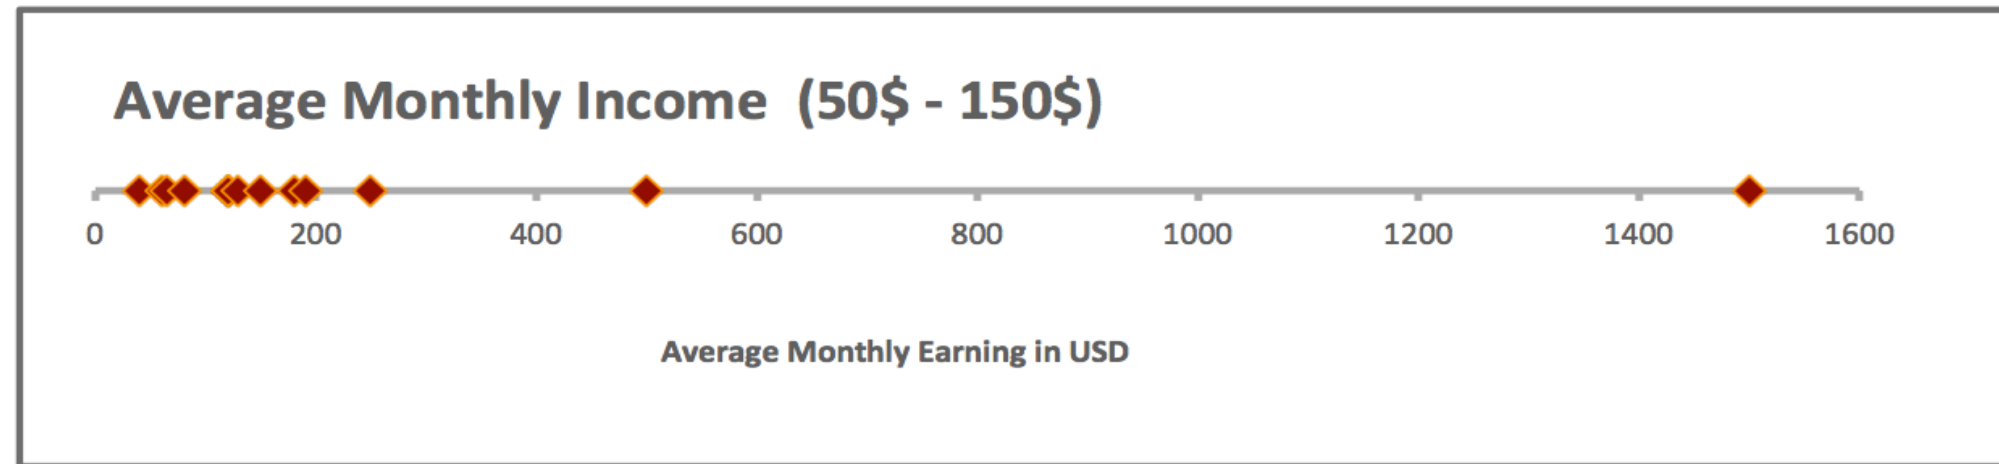 Average Monthly Income  (50$ - 150$)
0 200 400 600 800 1000 1200 1400 1600
Average Monthly Earning in USD